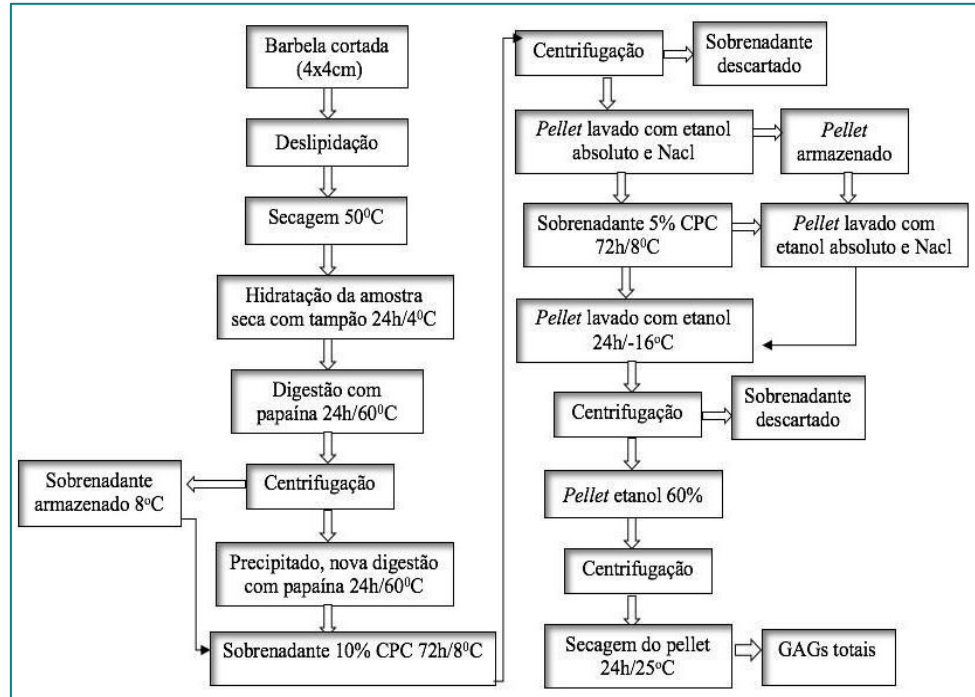 Barbela cortada
(4x4cm)
Deslipidação
Secagem 50⁰C
Hidratação da amostra
seca com tampão 24h/4⁰C
Digestão com
papaína 24h/60⁰C
Centrifugação
Sobrenadante
armazenado 8ᵒC
Precipitado, nova digestão
com papaína 24h/60⁰C
Sobrenadante 10% CPC 72h/8⁰C
Centrifugação
Sobrenadante
descartado
Pellet lavado com etanol
absoluto e Nacl
Pellet
armazenado
Sobrenadante 5% CPC
72h/8⁰C
Pellet lavado com
etanol absoluto e Nacl
Pellet lavado com etanol
24h/-16ᵒC
Centrifugação
Sobrenadante
descartado
Pellet etanol 60%
Centrifugação
Secagem do pellet
24h/25ᵒC
GAGs totais